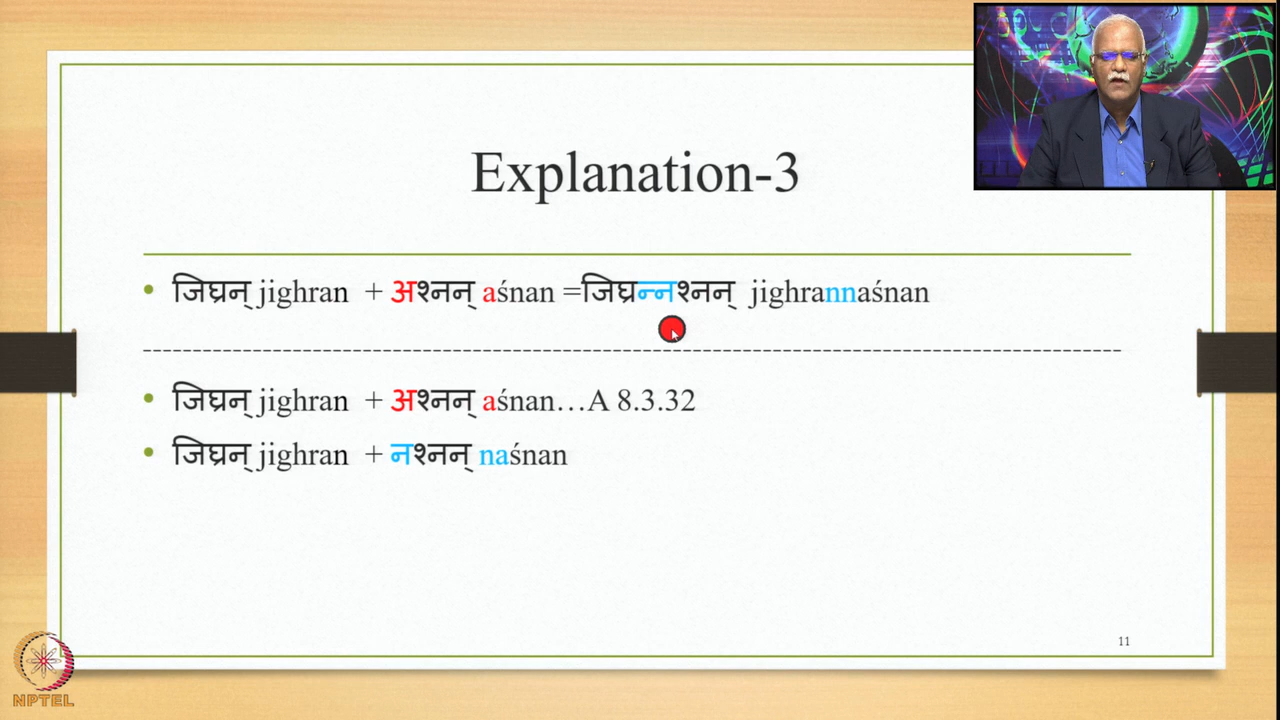 Explanation-3
• जिघ्रन् jighran + अश्नन् aśnan =जिघ्रन्नश्नन् jighrannaśnan
• जिघ्रन् jighran + अश्नन् aśnan…A 8.3.32
• जिघ्रन् jighran + नश्नन् naśnan
11
NPTEL